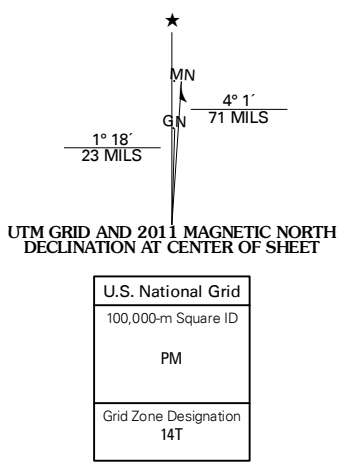 ★
MN
4° 1´
71 MILS
GN
1° 18´
23 MILS
UTM GRID AND 2011 MAGNETIC NORTH
DECLINATION AT CENTER OF SHEET
U.S. National Grid
100,000-m Square ID
PM
Grid Zone Designation
14T